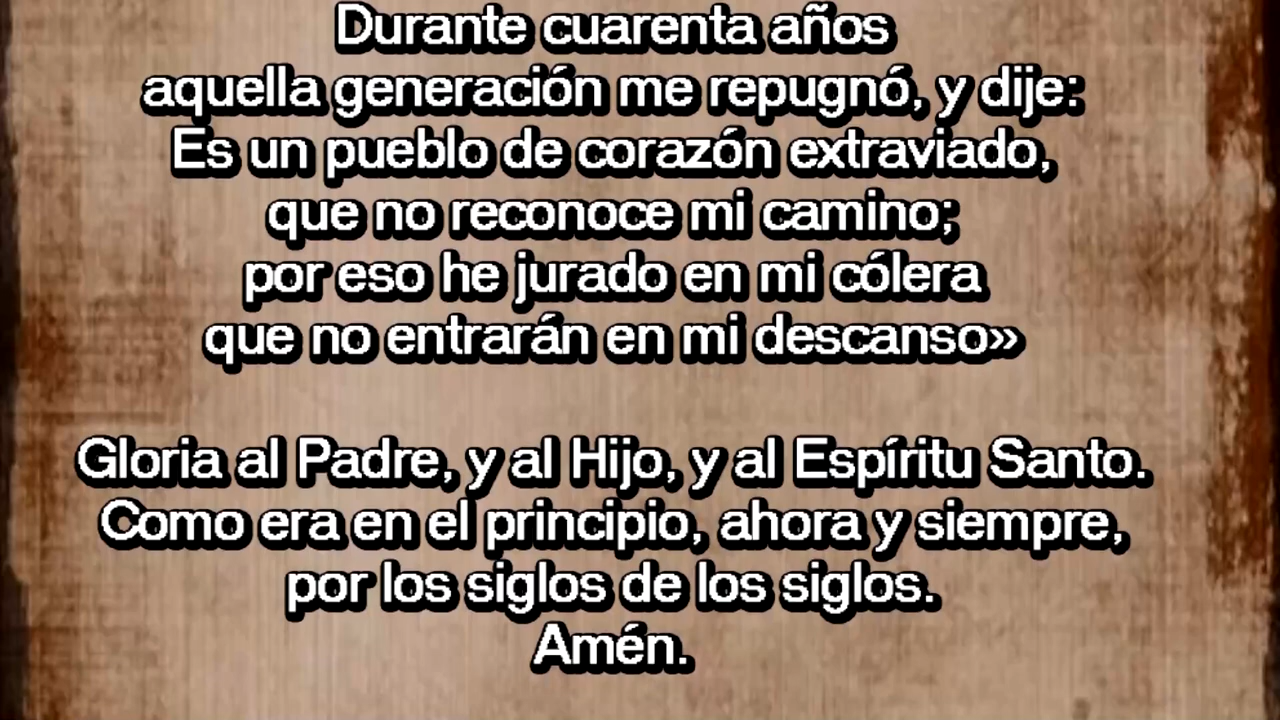 Durante cuarenta años
aquella generación me repugnó, y dije:
Es un pueblo de corazón extraviado,
que no reconoce mi camino;
por eso he jurado en mi cólera
que no entrarán en mi descanso»
Gloria al Padre, y al Hijo, y al Espíritu Santo.
Como era en el principio, ahora y siempre,
por los siglos de los siglos.
Amén.